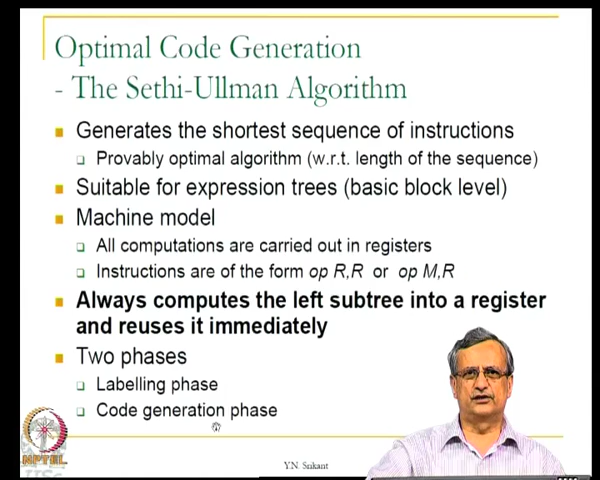 Optimal Code Generation
- The Sethi-Ullman Algorithm
Generates the shortest sequence of instructions
Provably optimal algorithm (w.r.t. length of the sequence)
Suitable for expression trees (basic block level)
Machine model
All computations are carried out in registers
Instructions are of the form op R,R or op M,R
Always computes the left subtree into a register
and reuses it immediately
Two phases
Labelling phase
Code generation phase
NPTEL
Y.N. Srikant